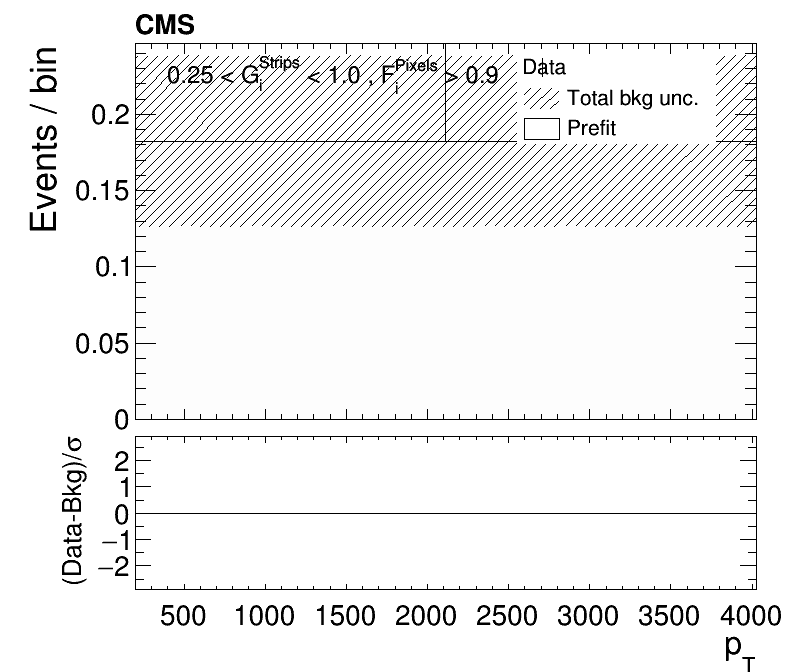 CMS
0.25 < G_i^Strips < 1.0 , F_i^Pixels > 0.9
Data
Total bkg unc.
Prefit
Events / bin
0.2
0.15
0.1
0.05
0
(Data-Bkg)/σ
2
1
0
−1
−2
500 1000 1500 2000 2500 3000 3500 4000
p_T